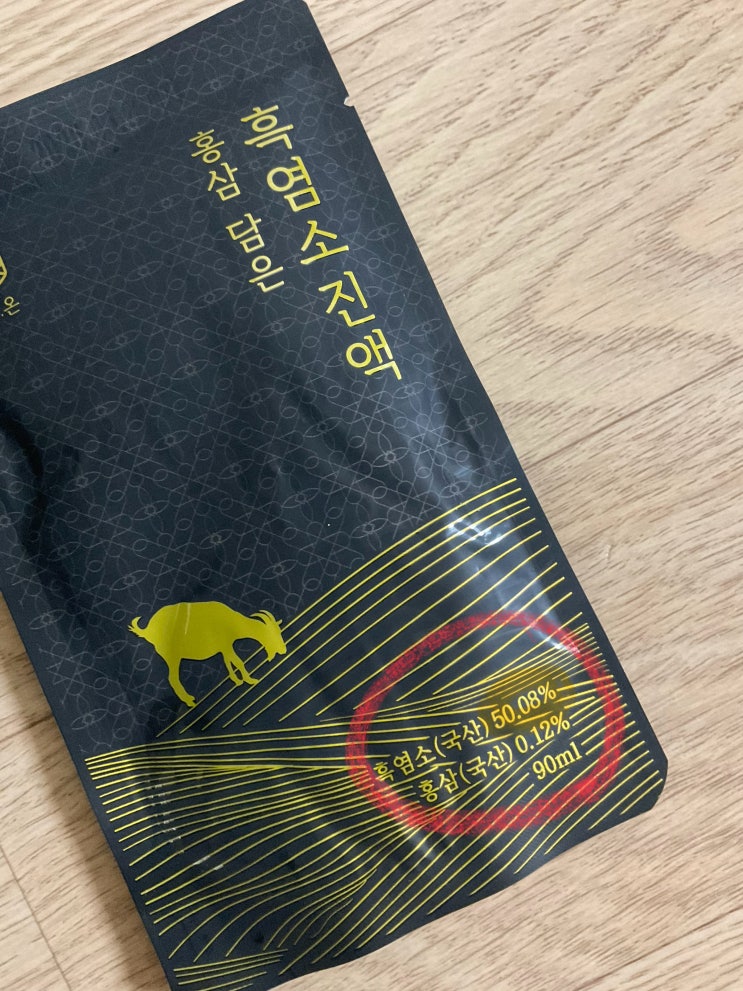 홍삼 담은
흑염소진액
온
흑염소(국산) 50.08%
홍삼(국산) 0.12%
90ml